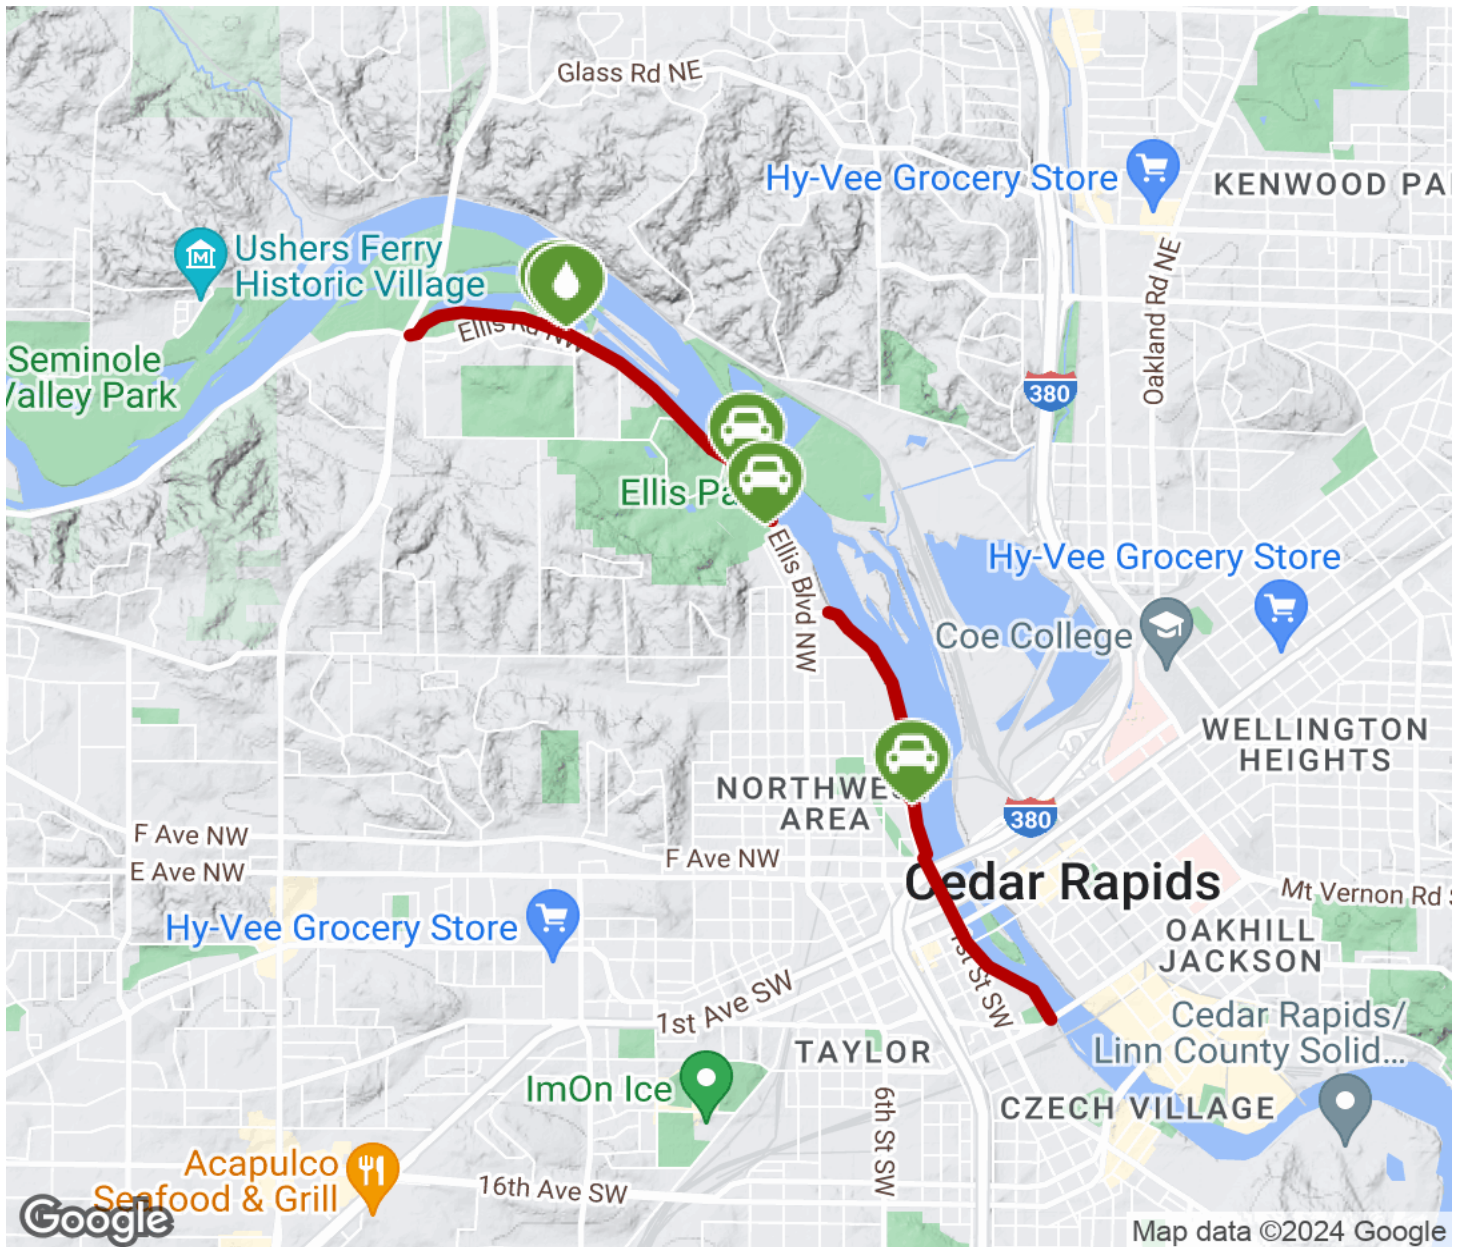 Glass Rd NE
Hy-Vee Grocery Store
KENWOOD PA
Ushers Ferry
Historic Village
Oakland Rd NE
Ellis Rd NW
Seminole
Valley Park
380
Ellis Pa
Ellis Blvd NW
Hy-Vee Grocery Store
Coe College
WELLINGTON
HEIGHTS
NORTHWES
AREA
380
F Ave NW
F Ave NW
E Ave NW
Cedar Rapids
Mt Vernon Rd S
Hy-Vee Grocery Store
OAKHILL
JACKSON
1st St SW
1st Ave SW
Cedar Rapids/
Linn County Solid...
TAYLOR
ImOn Ice
6th St SW
CZECH VILLAGE
Acapulco
Seafood & Grill
16th Ave SW
Google
Map data ©2024 Google